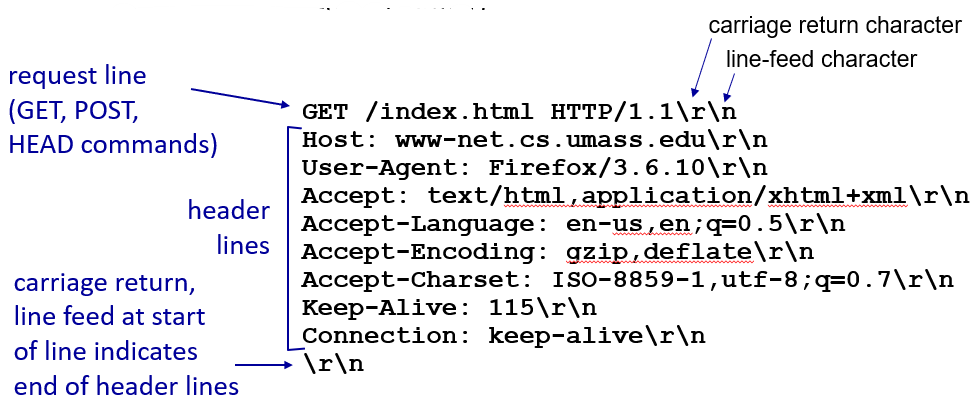 carriage return character
line-feed character
request line
(GET, POST,
HEAD commands)
GET /index.html HTTP/1.1\r\n
Host: www-net.cs.umass.edu\r\n
User-Agent: Firefox/3.6.10\r\n
Accept: text/html,application/xhtml+xml\r\n
Accept-Language: en-us,en;q=0.5\r\n
Accept-Encoding: gzip,deflate\r\n
Accept-Charset: ISO-8859-1,utf-8;q=0.7\r\n
Keep-Alive: 115\r\n
Connection: keep-alive\r\n
\r\n
header
lines
carriage return,
line feed at start
of line indicates
end of header lines